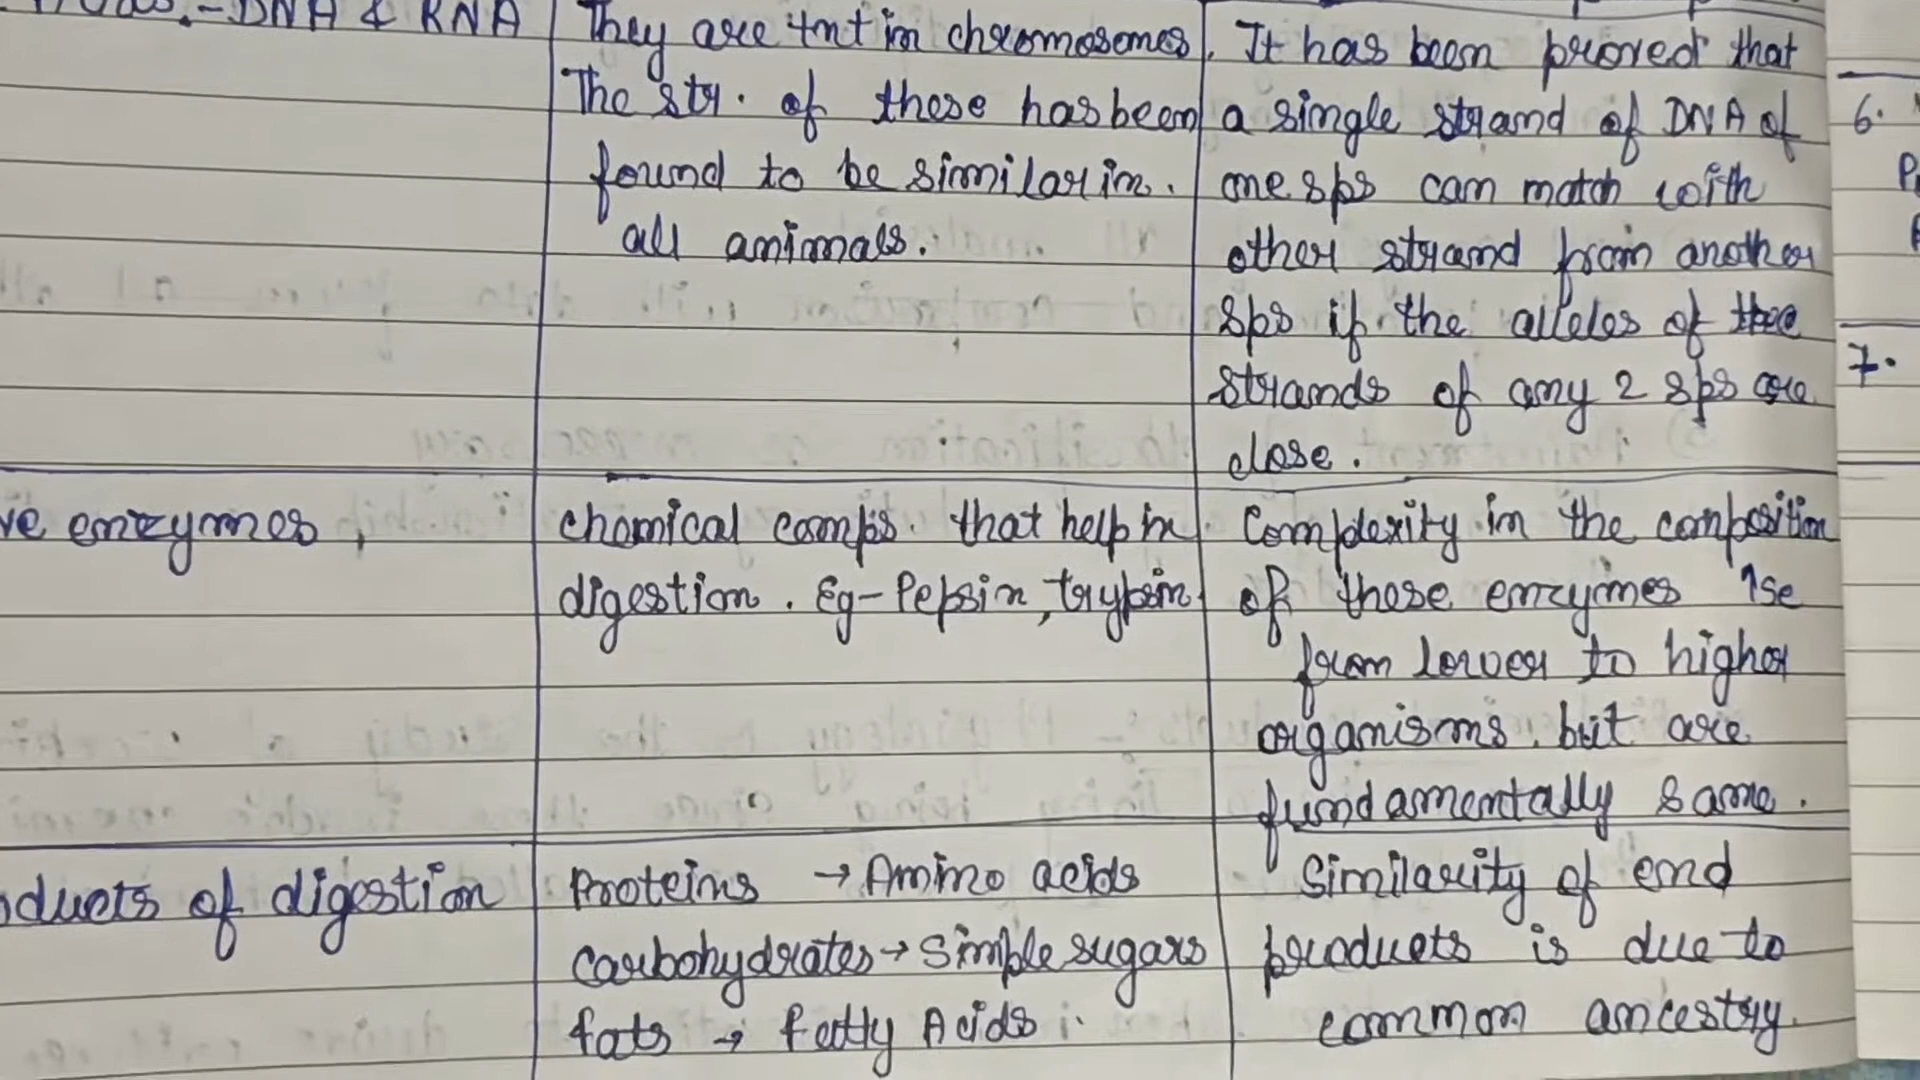 - DNA & RNA
They are +nt in chromosomes.
The str. of these has been
found to be similar in.
all animals.
It has been proved that
a single strand of DNA of
one sps can match with
other strand from another
sps if the alleles of the
strands of any 2 sps are
close.
ve enzymes,
chemical comps. that help in
digestion. Eg- Pepsin, trypsin.
Complexity in the composition
of these enzymes ↑se
from lower to higher
organisms. but are
fundamentally same.
oducts of digestion
Proteins → Amino acids
carbohydrates → Simple sugars
fats → fatty Acids
Similarity of end
products is due to
common ancestry.
6.
7.